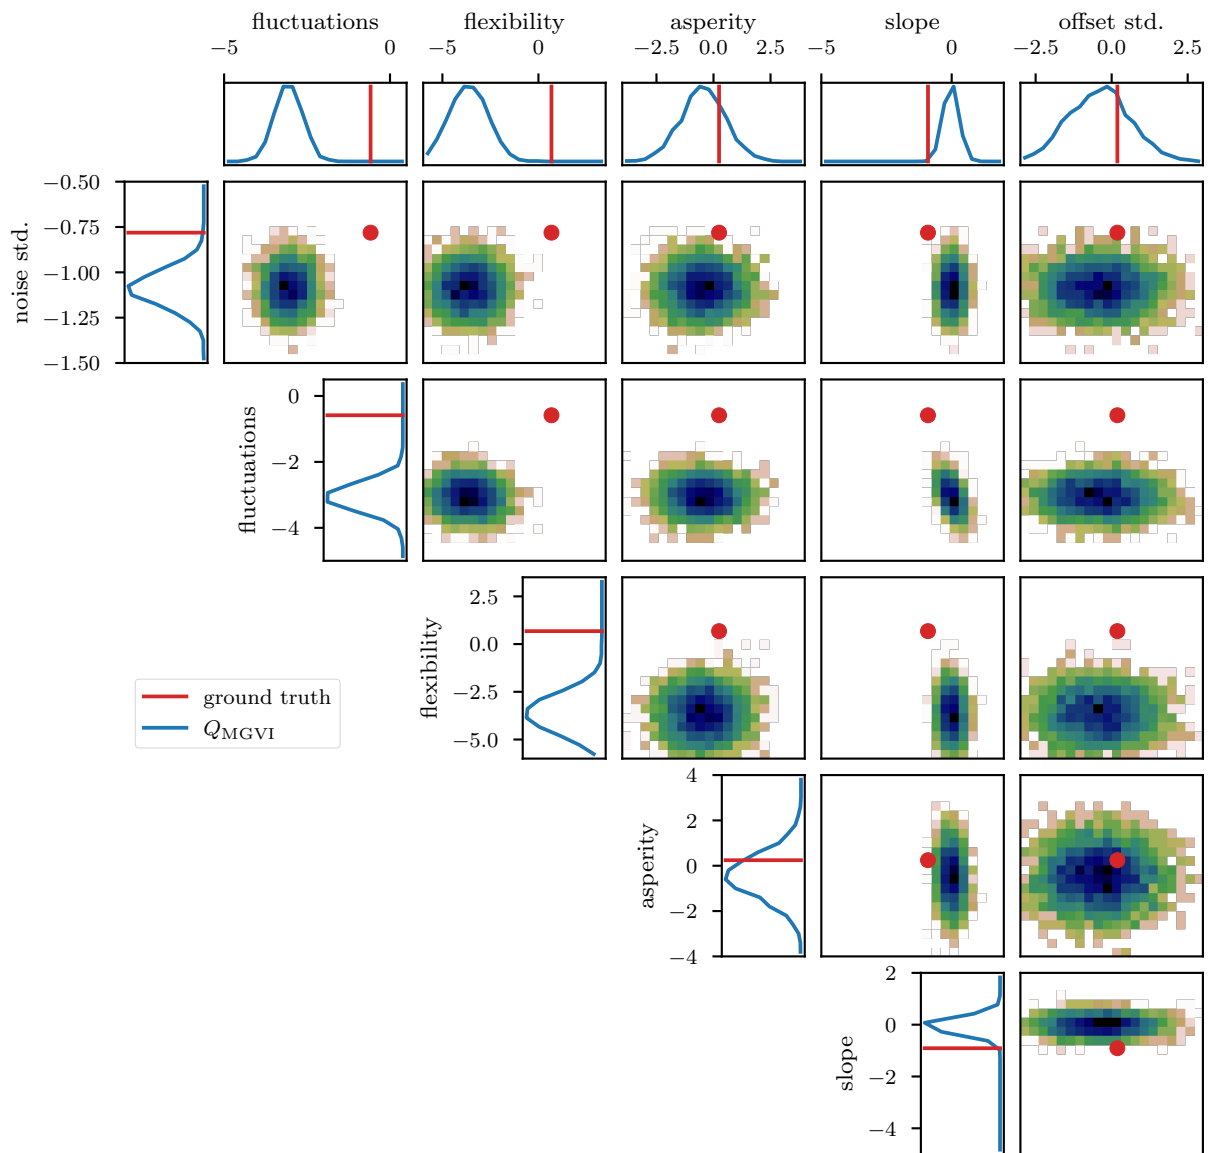 fluctuations flexibility asperity slope offset std.
−5 0 0 −2.5 0.0 2.5 −5 0 −2.5 0.0 2.5
noise std.
−0.50
−0.75
−1.00
−1.25
−1.50
fluctuations
0
−2
−4
flexibility
2.5
0.0
−2.5
−5.0
ground truth
Q_MGVI
asperity
4
2
0
−2
−4
slope
2
0
−2
−4